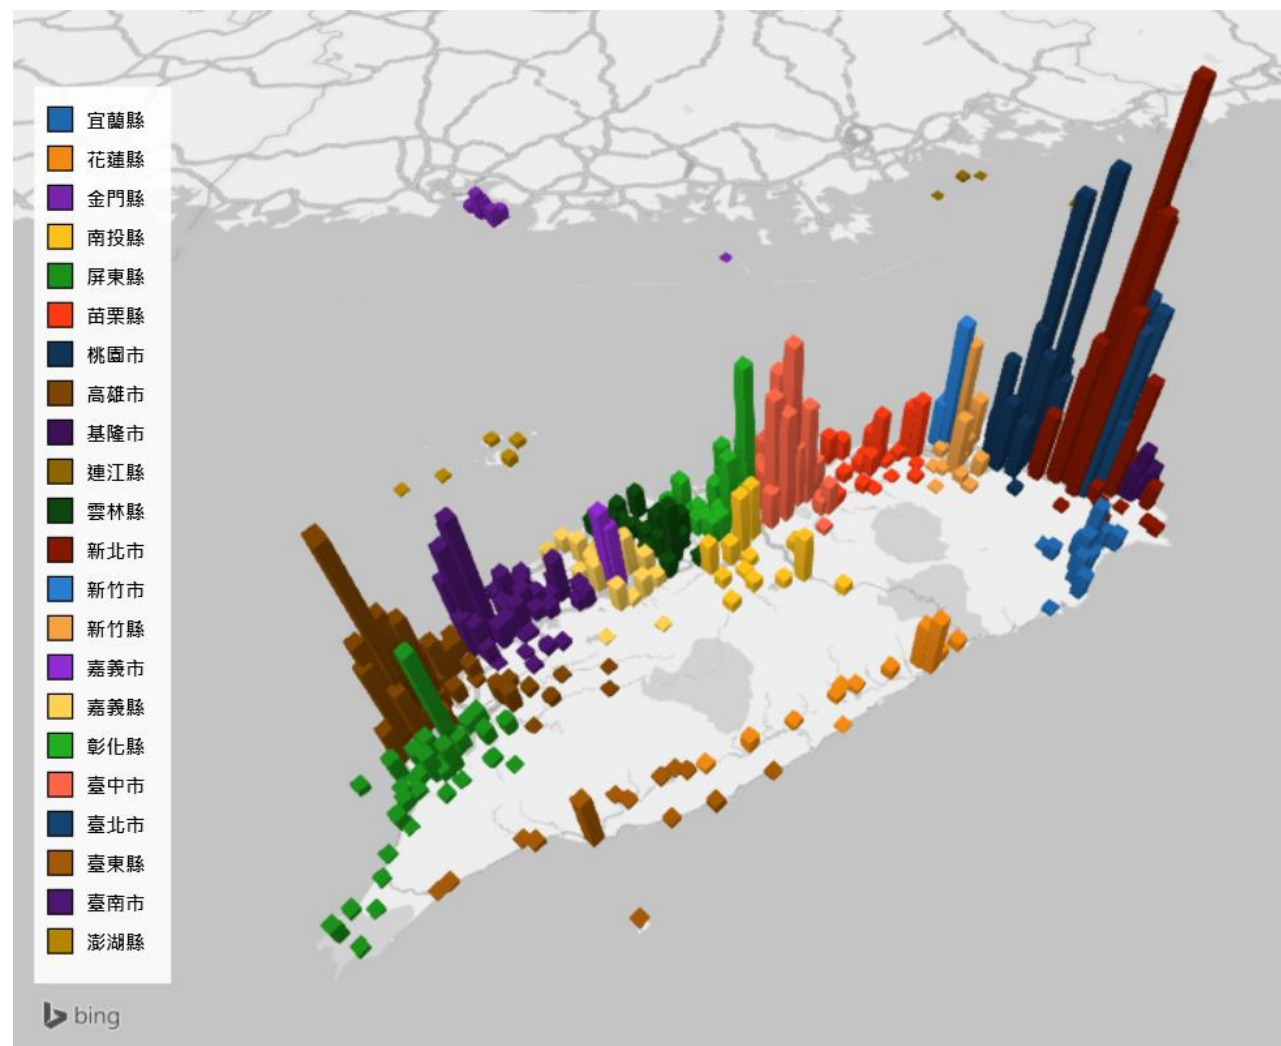 宜蘭縣
花蓮縣
金門縣
南投縣
屏東縣
苗栗縣
桃園市
高雄市
基隆市
連江縣
雲林縣
新北市
新竹市
新竹縣
嘉義市
嘉義縣
彰化縣
臺中市
臺北市
臺東縣
臺南市
澎湖縣
bing